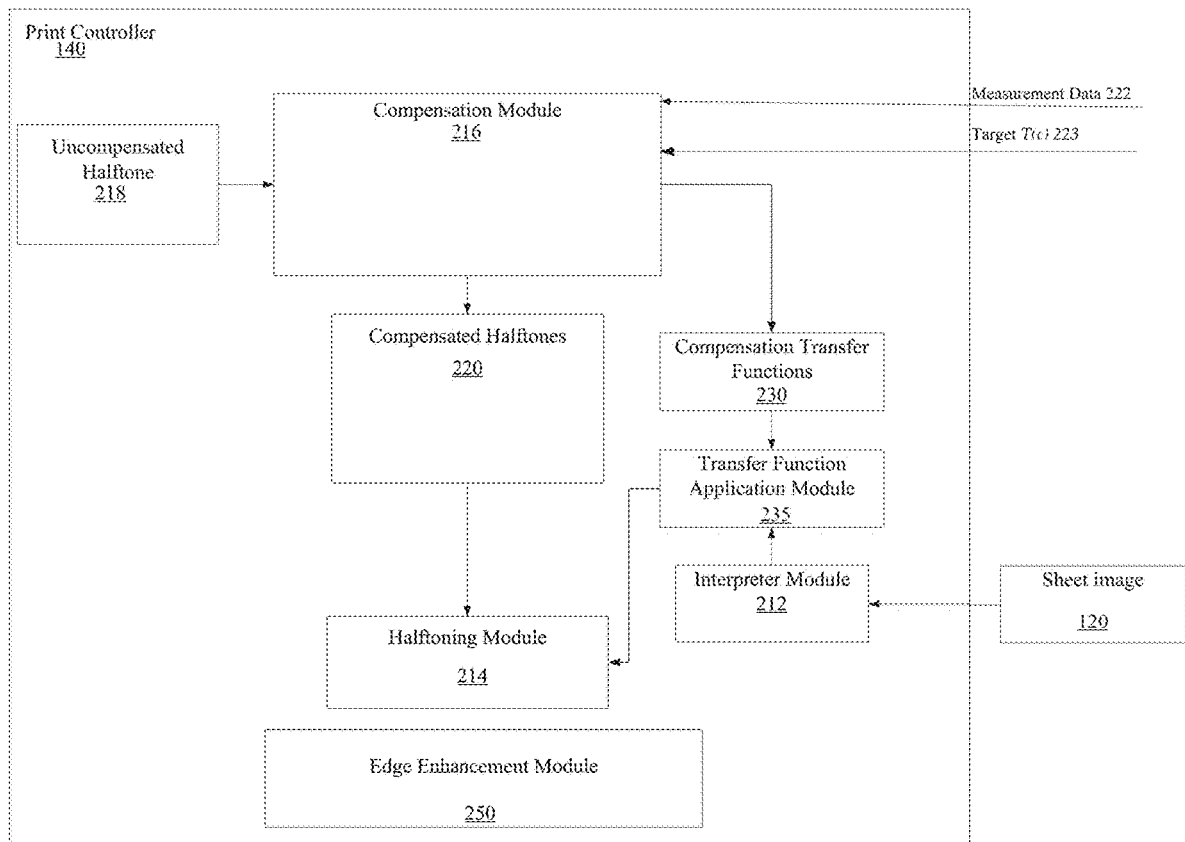 Print Controller
140
Compensation Module
216
Measurement Data 222
Target T(c) 223
Uncompensated
Halftone
218
Compensated Halftones
220
Compensation Transfer
Functions
230
Transfer Function
Application Module
235
Interpreter Module
212
Sheet image
120
Halftoning Module
214
Edge Enhancement Module
250